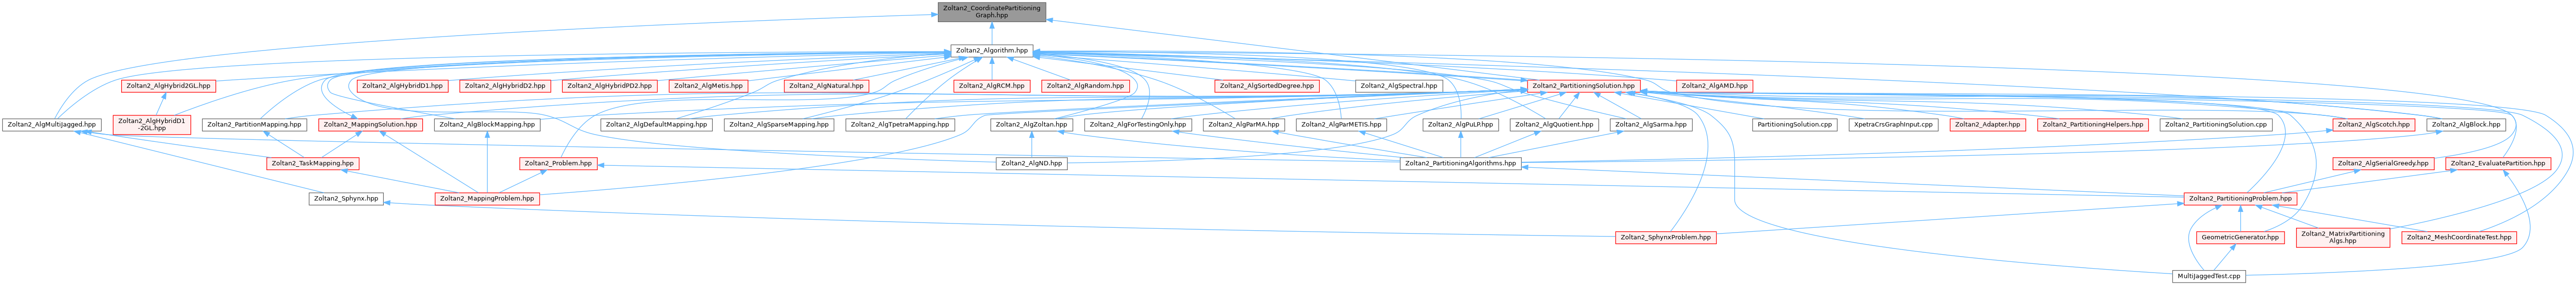 Zoltan2_CoordinatePartitioning
Graph.hpp
Zoltan2_Algorithm.hpp
Zoltan2_AlgHybrid2GL.hpp
Zoltan2_AlgHybridD1.hpp
Zoltan2_AlgHybridD2.hpp
Zoltan2_AlgHybridPD2.hpp
Zoltan2_AlgMetis.hpp
Zoltan2_AlgNatural.hpp
Zoltan2_AlgRCM.hpp
Zoltan2_AlgRandom.hpp
Zoltan2_AlgSortedDegree.hpp
Zoltan2_AlgSpectral.hpp
Zoltan2_PartitioningSolution.hpp
Zoltan2_AlgAMD.hpp
Zoltan2_AlgMultiJagged.hpp
Zoltan2_AlgHybridD1
-2GL.hpp
Zoltan2_PartitionMapping.hpp
Zoltan2_MappingSolution.hpp
Zoltan2_AlgBlockMapping.hpp
Zoltan2_AlgDefaultMapping.hpp
Zoltan2_AlgSparseMapping.hpp
Zoltan2_AlgTpetraMapping.hpp
Zoltan2_AlgZoltan.hpp
Zoltan2_AlgForTestingOnly.hpp
Zoltan2_AlgParMA.hpp
Zoltan2_AlgParMETIS.hpp
Zoltan2_AlgPuLP.hpp
Zoltan2_AlgQuotient.hpp
Zoltan2_AlgSarma.hpp
PartitioningSolution.cpp
XpetraCrsGraphInput.cpp
Zoltan2_Adapter.hpp
Zoltan2_PartitioningHelpers.hpp
Zoltan2_PartitioningSolution.cpp
Zoltan2_AlgScotch.hpp
Zoltan2_AlgBlock.hpp
Zoltan2_TaskMapping.hpp
Zoltan2_Problem.hpp
Zoltan2_AlgND.hpp
Zoltan2_PartitioningAlgorithms.hpp
Zoltan2_AlgSerialGreedy.hpp
Zoltan2_EvaluatePartition.hpp
Zoltan2_Sphynx.hpp
Zoltan2_MappingProblem.hpp
Zoltan2_PartitioningProblem.hpp
Zoltan2_SphynxProblem.hpp
GeometricGenerator.hpp
Zoltan2_MatrixPartitioning
Algs.hpp
Zoltan2_MeshCoordinateTest.hpp
MultiJaggedTest.cpp